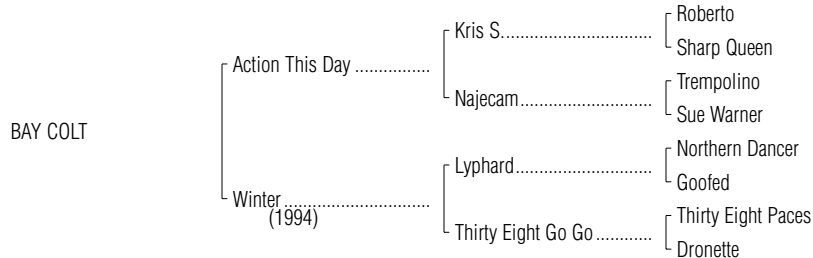 Roberto
Kris S.
Sharp Queen
Action This Day
Trempolino
Najecam
Sue Warner
BAY COLT
Northern Dancer
Lyphard
Goofed
Winter
(1994)
Thirty Eight Paces
Thirty Eight Go Go
Dronette